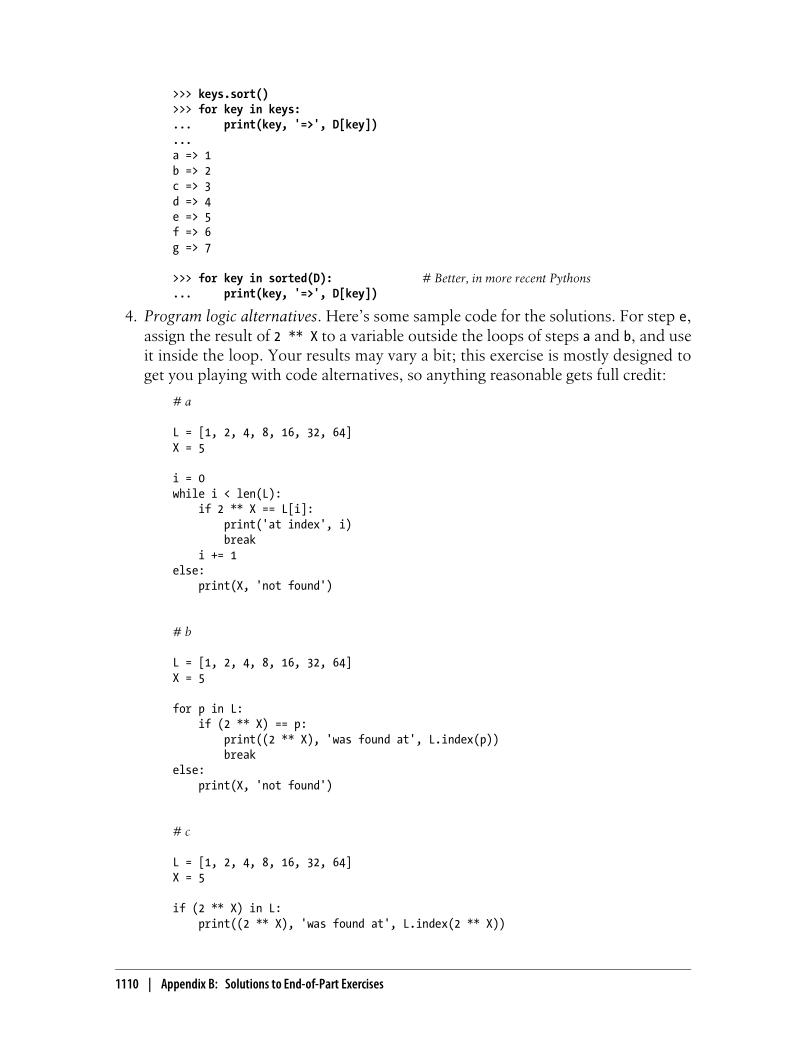 >>> keys.sort()
>>> for key in keys:
...     print(key, '=>', D[key])
...
a => 1
b => 2
c => 3
d => 4
e => 5
f => 6
g => 7
>>> for key in sorted(D):             # Better, in more recent Pythons
...     print(key, '=>', D[key])
4. Program logic alternatives. Here's some sample code for the solutions. For step e,
assign the result of 2 ** X to a variable outside the loops of steps a and b, and use
it inside the loop. Your results may vary a bit; this exercise is mostly designed to
get you playing with code alternatives, so anything reasonable gets full credit:
# a
L = [1, 2, 4, 8, 16, 32, 64]
X = 5
i = 0
while i < len(L):
    if 2 ** X == L[i]:
        print('at index', i)
        break
    i += 1
else:
    print(X, 'not found')
# b
L = [1, 2, 4, 8, 16, 32, 64]
X = 5
for p in L:
    if (2 ** X) == p:
        print((2 ** X), 'was found at', L.index(p))
        break
else:
    print(X, 'not found')
# c
L = [1, 2, 4, 8, 16, 32, 64]
X = 5
if (2 ** X) in L:
    print((2 ** X), 'was found at', L.index(2 ** X))
1110 | Appendix B: Solutions to End-of-Part Exercises